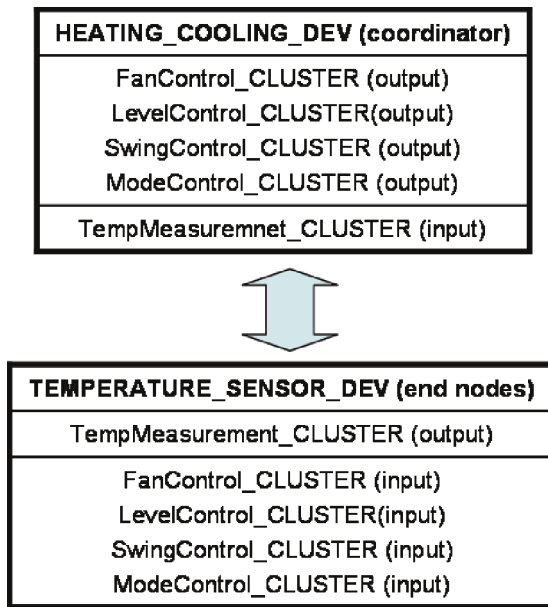 HEATING_COOLING_DEV (coordinator)
FanControl_CLUSTER (output)
LevelControl_CLUSTER(output)
SwingControl_CLUSTER (output)
ModeControl_CLUSTER (output)
TempMeasuremnet_CLUSTER (input)
TEMPERATURE_SENSOR_DEV (end nodes)
TempMeasurement_CLUSTER (output)
FanControl_CLUSTER (input)
LevelControl_CLUSTER(input)
SwingControl_CLUSTER (input)
ModeControl_CLUSTER (input)